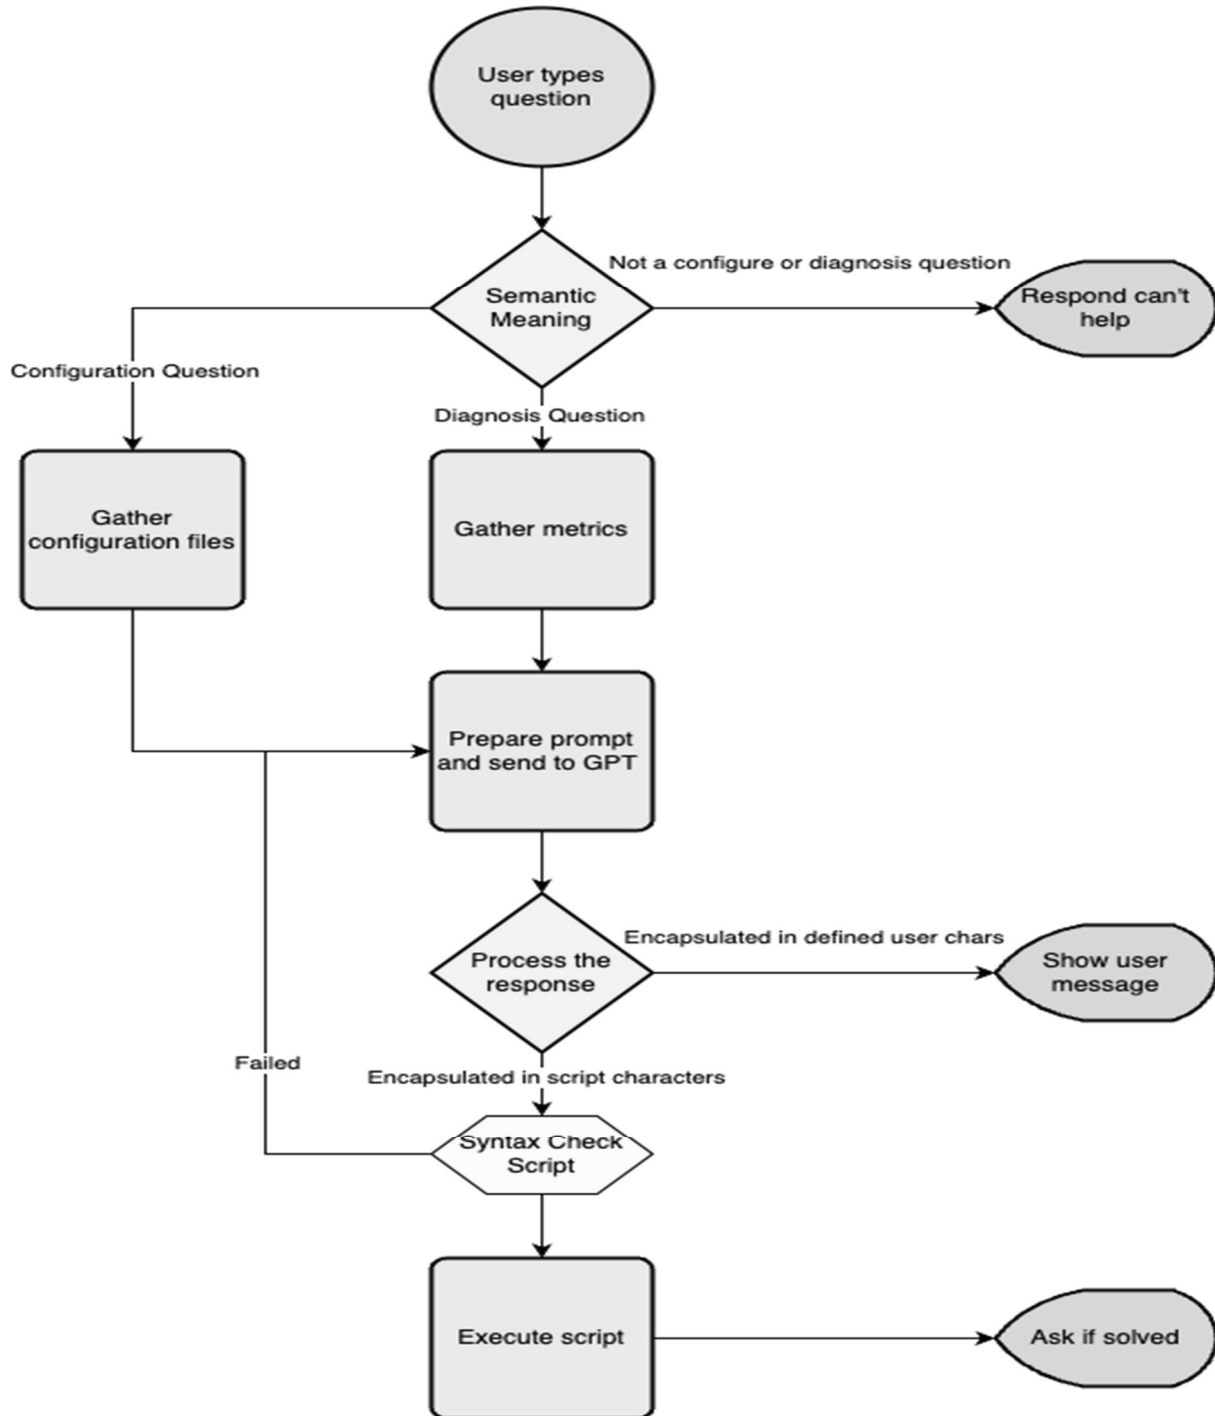 User types
question
Not a configure or diagnosis question
Semantic
Meaning
Respond can't
help
Configuration Question
Diagnosis Question
Gather
configuration files
Gather metrics
Prepare prompt
and send to GPT
Encapsulated in defined user chars
Process the
response
Show user
message
Failed
Encapsulated in script characters
Syntax Check
Script
Execute script
Ask if solved